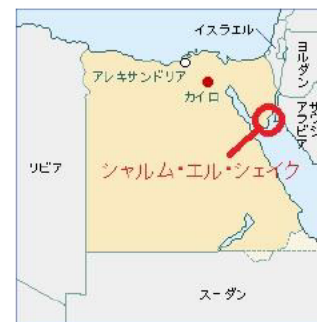 イスラエル
ヨルダン
アレキサンドリア
カイロ
サウジ
アラビア
リビア
シャルム・エル・シェイク
スーダン